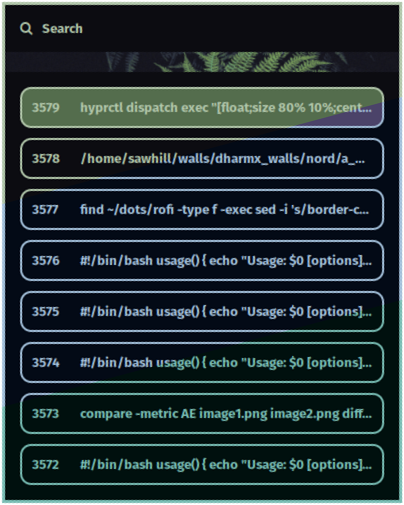 Search
3579 hyprctl dispatch exec "[float;size 80% 10%;cent...
3578 /home/sawhill/walls/dharmx_walls/nord/a_...
3577 find ~/dots/rofi -type f -exec sed -i 's/border-c...
3576 #!/bin/bash usage() { echo "Usage: $0 [options]...
3575 #!/bin/bash usage() { echo "Usage: $0 [options]...
3574 #!/bin/bash usage() { echo "Usage: $0 [options]...
3573 compare -metric AE image1.png image2.png diff...
3572 #!/bin/bash usage() { echo "Usage: $0 [options]...